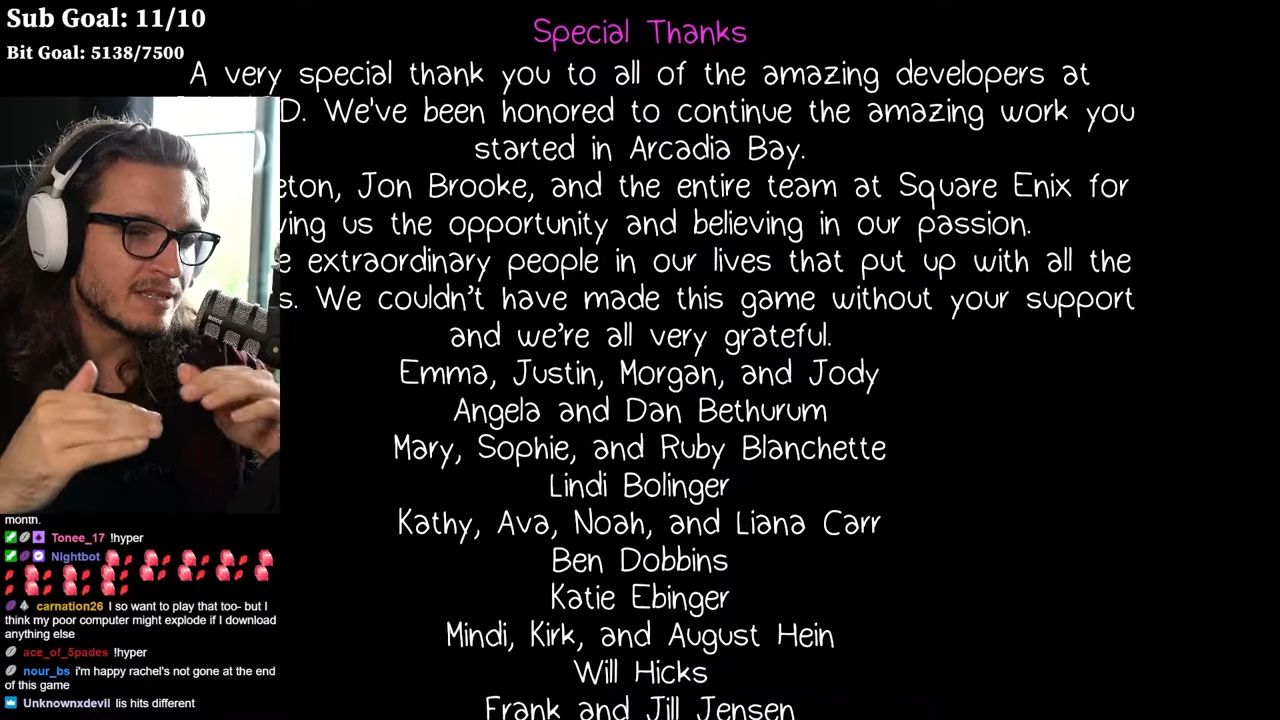 Sub Goal: 11/10
Bit Goal: 5138/7500
Special Thanks
A very special thank you to all of the amazing developers at
D. We've been honored to continue the amazing work you
started in Arcadia Bay.
eton, Jon Brooke, and the entire team at Square Enix for
ving us the opportunity and believing in our passion.
e extraordinary people in our lives that put up with all the
s. We couldn't have made this game without your support
and we're all very grateful.
Emma, Justin, Morgan, and Jody
Angela and Dan Bethurum
Mary, Sophie, and Ruby Blanchette
Lindi Bolinger
Kathy, Ava, Noah, and Liana Carr
Ben Dobbins
Katie Ebinger
Mindi, Kirk, and August Hein
Will Hicks
Frank and Jill Jensen
month.
Tonee_17 !hyper
Nightbot
carnation26 I so want to play that too- but I
think my poor computer might explode if I download
anything else
ace_of_5pades !hyper
nour_bs i'm happy rachel's not gone at the end
of this game
Unknownxdevil lis hits different